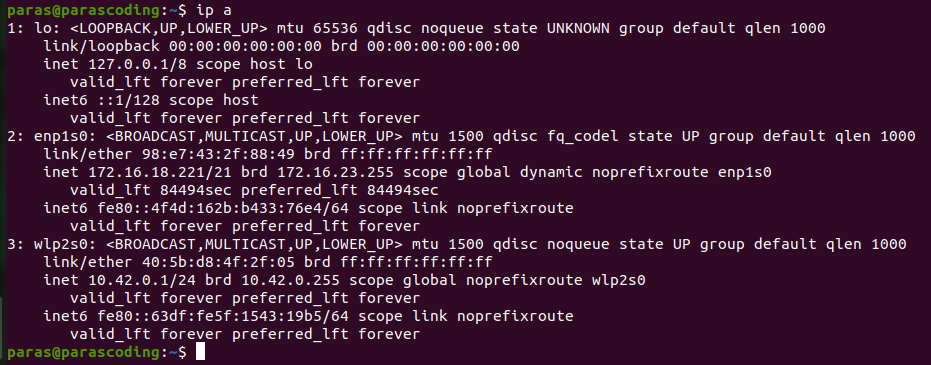 paras@parascoding:~$ ip a
1: lo: <LOOPBACK,UP,LOWER_UP> mtu 65536 qdisc noqueue state UNKNOWN group default qlen 1000
    link/loopback 00:00:00:00:00:00 brd 00:00:00:00:00:00
    inet 127.0.0.1/8 scope host lo
       valid_lft forever preferred_lft forever
    inet6 ::1/128 scope host
       valid_lft forever preferred_lft forever
2: enp1s0: <BROADCAST,MULTICAST,UP,LOWER_UP> mtu 1500 qdisc fq_codel state UP group default qlen 1000
    link/ether 98:e7:43:2f:88:49 brd ff:ff:ff:ff:ff:ff
    inet 172.16.18.221/21 brd 172.16.23.255 scope global dynamic noprefixroute enp1s0
       valid_lft 84494sec preferred_lft 84494sec
    inet6 fe80::4f4d:162b:b433:76e4/64 scope link noprefixroute
       valid_lft forever preferred_lft forever
3: wlp2s0: <BROADCAST,MULTICAST,UP,LOWER_UP> mtu 1500 qdisc noqueue state UP group default qlen 1000
    link/ether 40:5b:d8:4f:2f:05 brd ff:ff:ff:ff:ff:ff
    inet 10.42.0.1/24 brd 10.42.0.255 scope global noprefixroute wlp2s0
       valid_lft forever preferred_lft forever
    inet6 fe80::63df:fe5f:1543:19b5/64 scope link noprefixroute
       valid_lft forever preferred_lft forever
paras@parascoding:~$